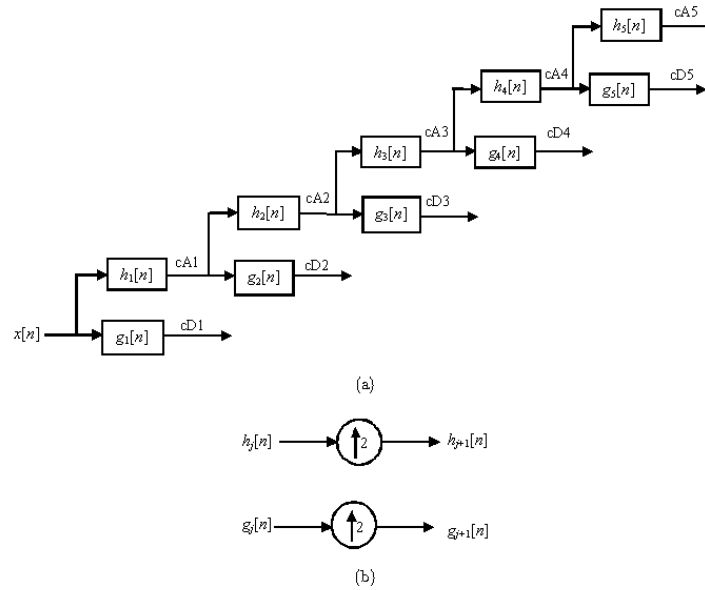 h₅[n] cA5
h₄[n] cA4 g₅[n] cD5
h₃[n] cA3 g₄[n] cD4
h₂[n] cA2 g₃[n] cD3
h₁[n] cA1 g₂[n] cD2
x[n] g₁[n] cD1
(a)
hⱼ[n] 2 hⱼ₊₁[n]
gⱼ[n] 2 gⱼ₊₁[n]
(b)